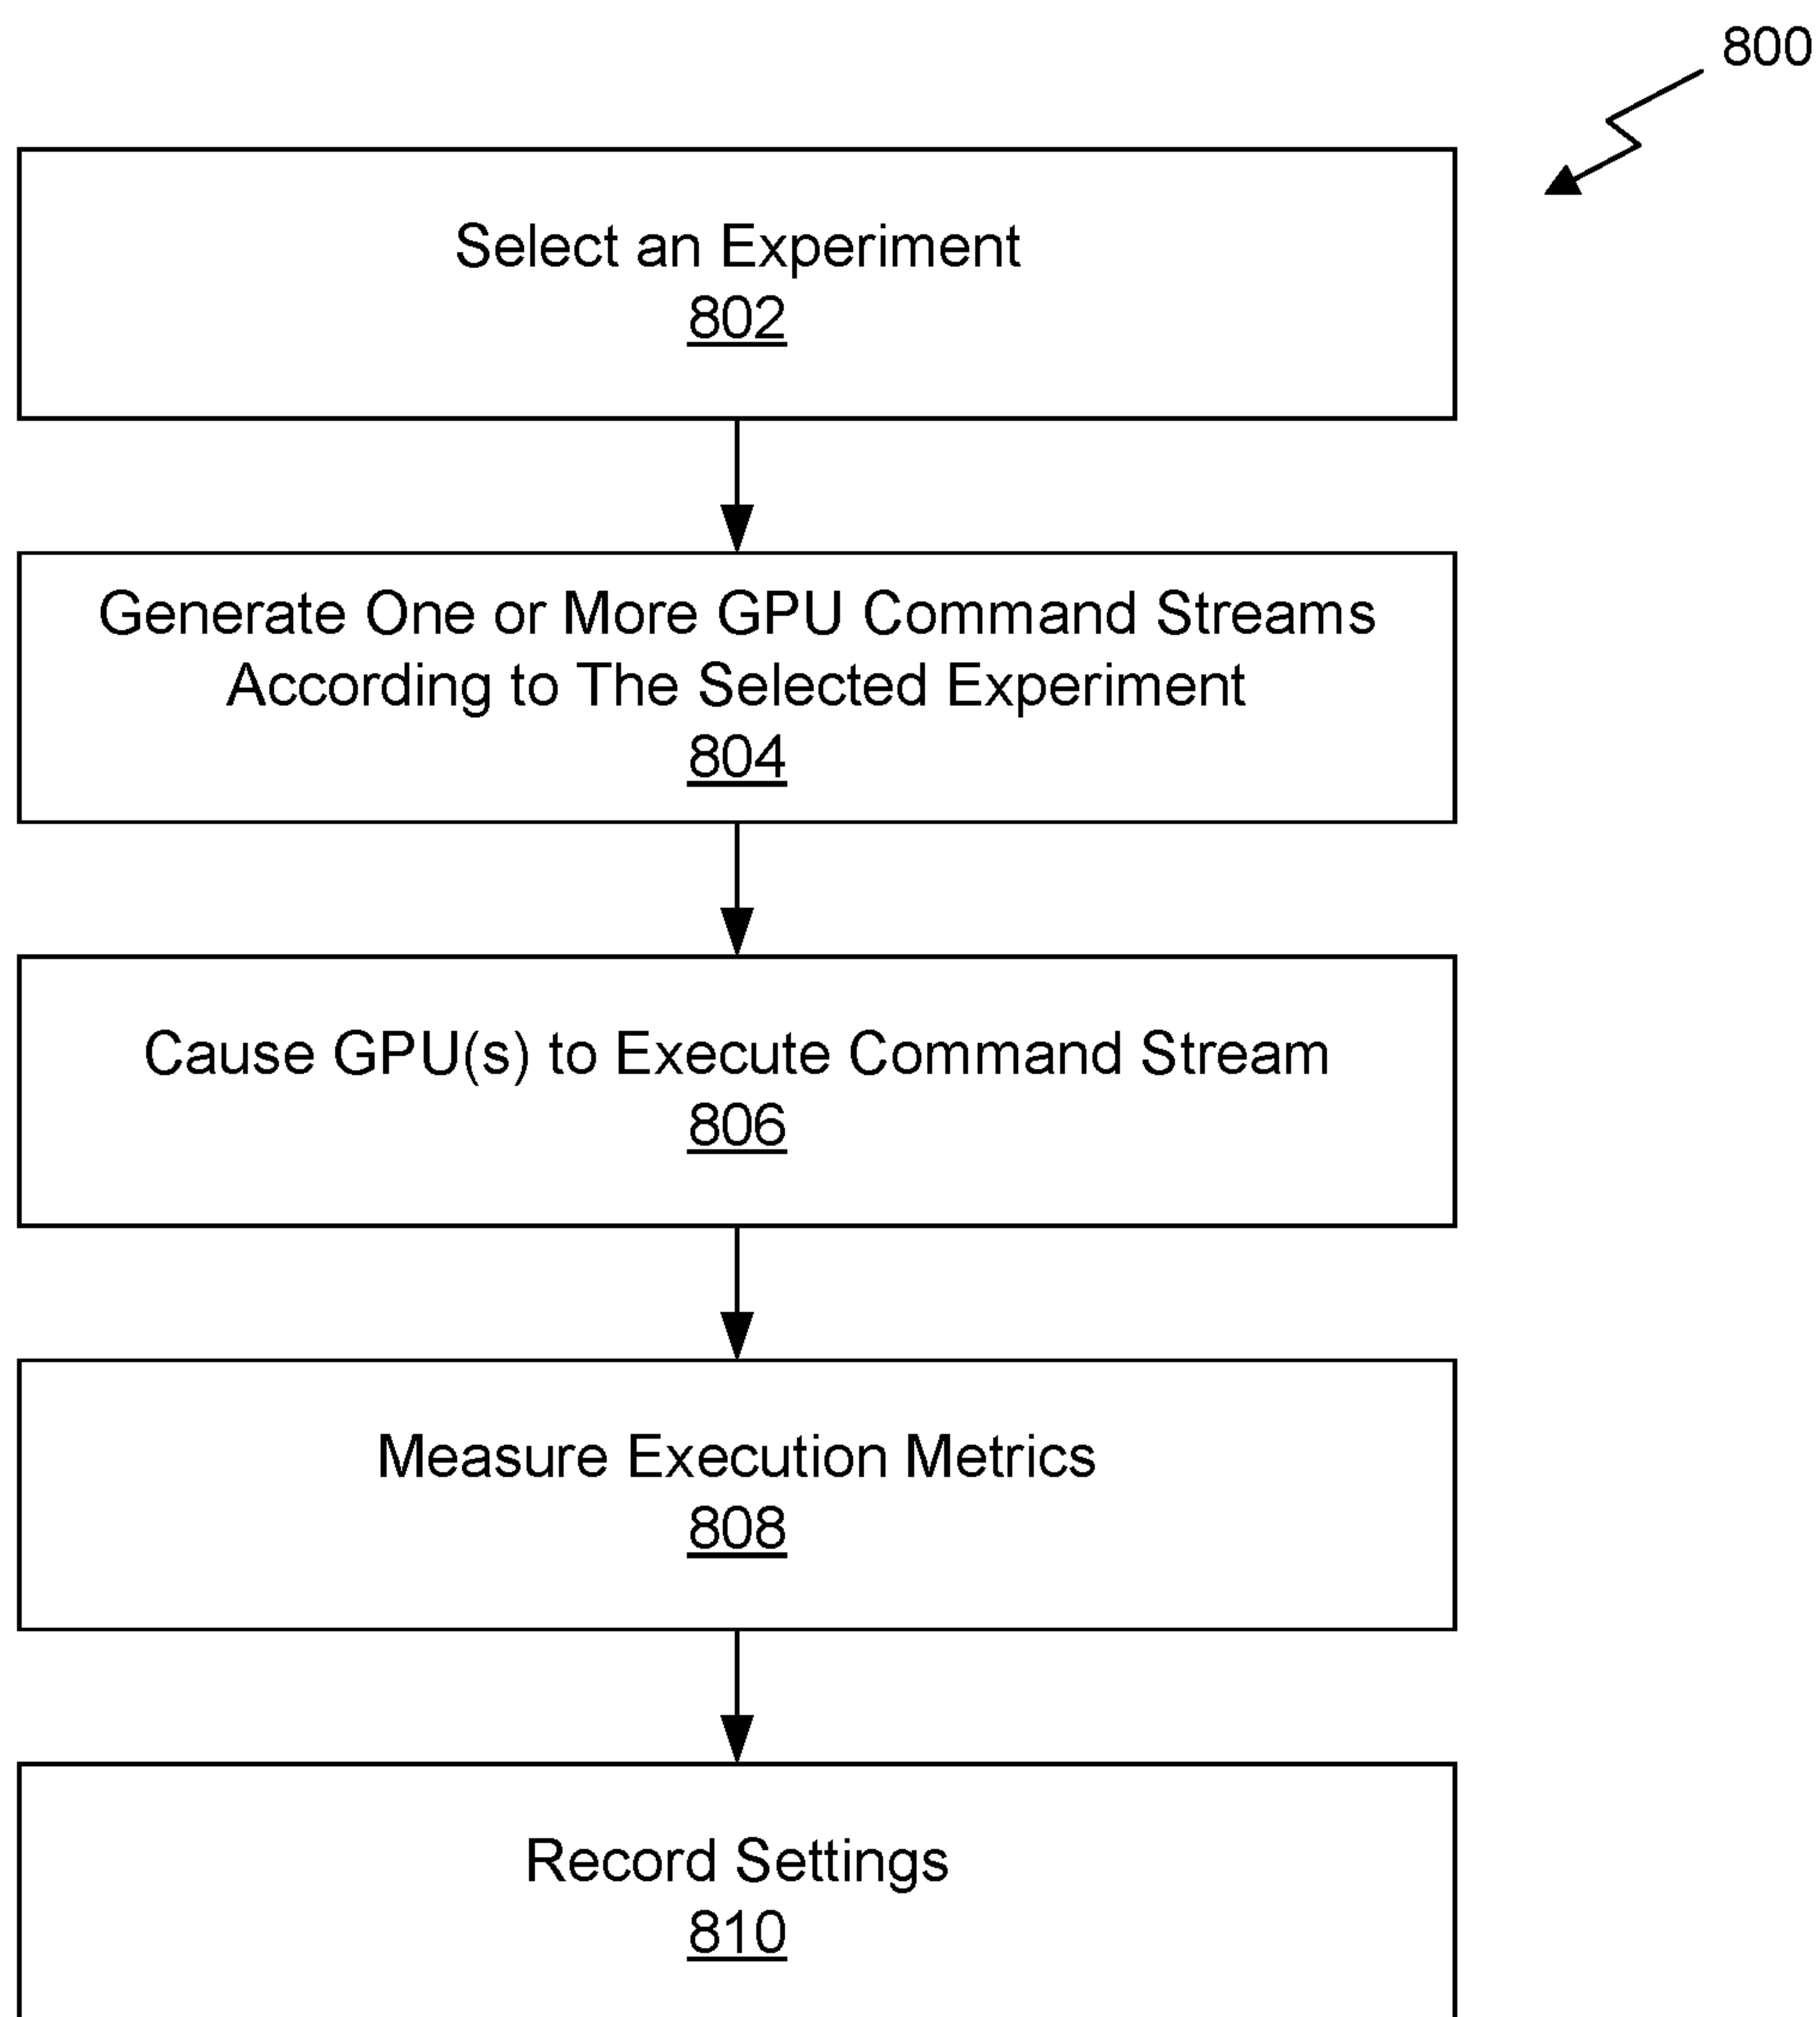 800
Select an Experiment
802
Generate One or More GPU Command Streams
According to The Selected Experiment
804
Cause GPU(s) to Execute Command Stream
806
Measure Execution Metrics
808
Record Settings
810